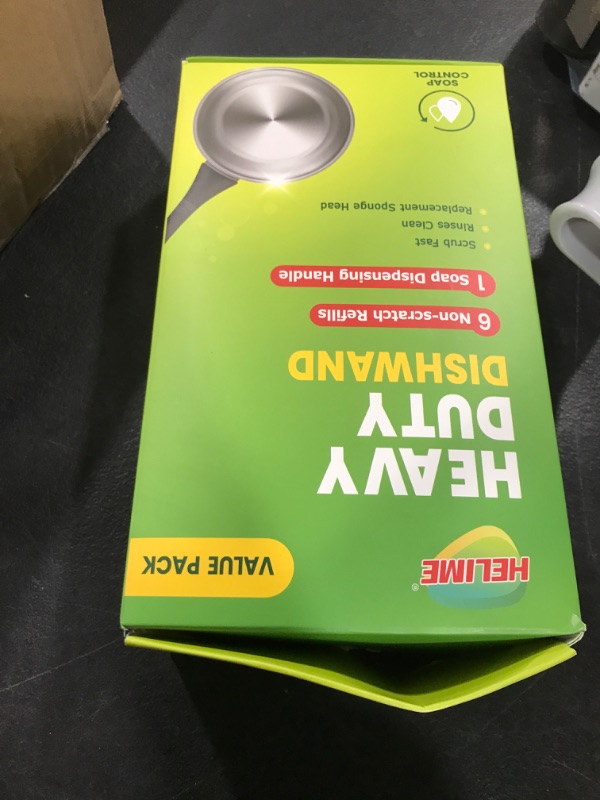 HELIME®
VALUE PACK
HEAVY
DUTY
DISHWAND
6 Non-scratch Refills
1 Soap Dispensing Handle
Scrub Fast
Rinses Clean
Replacement Sponge Head
SOAP
CONTROL